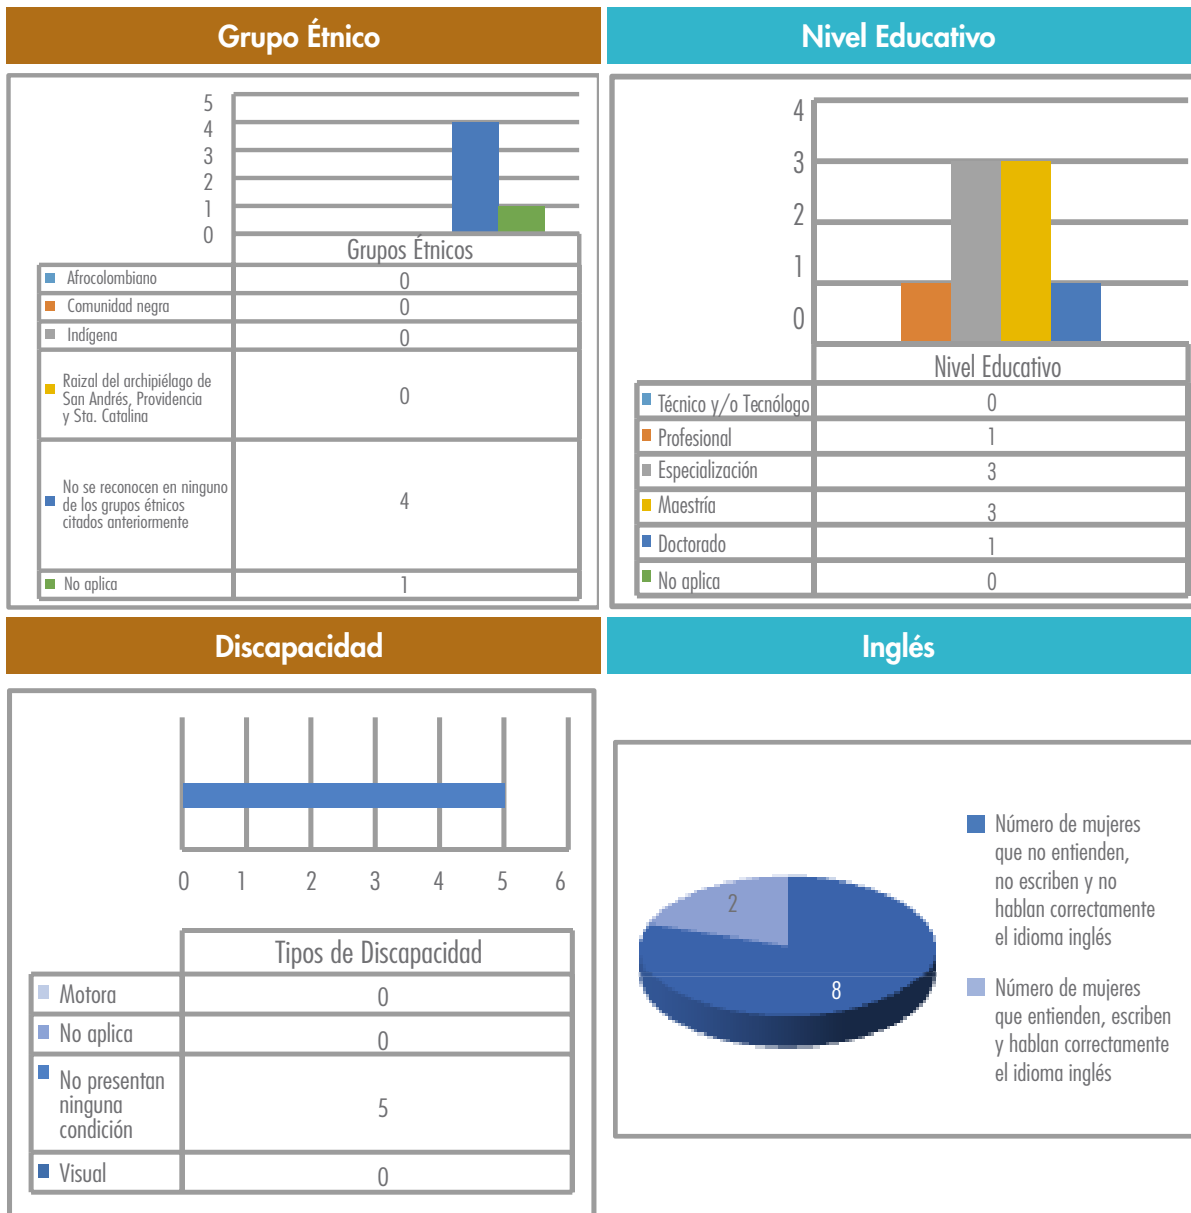 Grupo Étnico
5
4
3
2
1
0
Grupos Étnicos
Afrocolombiano 0
Comunidad negra 0
Indígena 0
Raizal del archipiélago de
San Andrés, Providencia
y Sta. Catalina
0
No se reconocen en ninguno
de los grupos étnicos
citados anteriormente
4
No aplica 1
Nivel Educativo
4
3
2
1
0
Nivel Educativo
Técnico y/o Tecnólogo 0
Profesional 1
Especialización 3
Maestría 3
Doctorado 1
No aplica 0
Discapacidad
0 1 2 3 4 5 6
Tipos de Discapacidad
Motora 0
No aplica 0
No presentan
ninguna
condición
5
Visual 0
Inglés
2
8
Número de mujeres
que no entienden,
no escriben y no
hablan correctamente
el idioma inglés
Número de mujeres
que entienden, escriben
y hablan correctamente
el idioma inglés